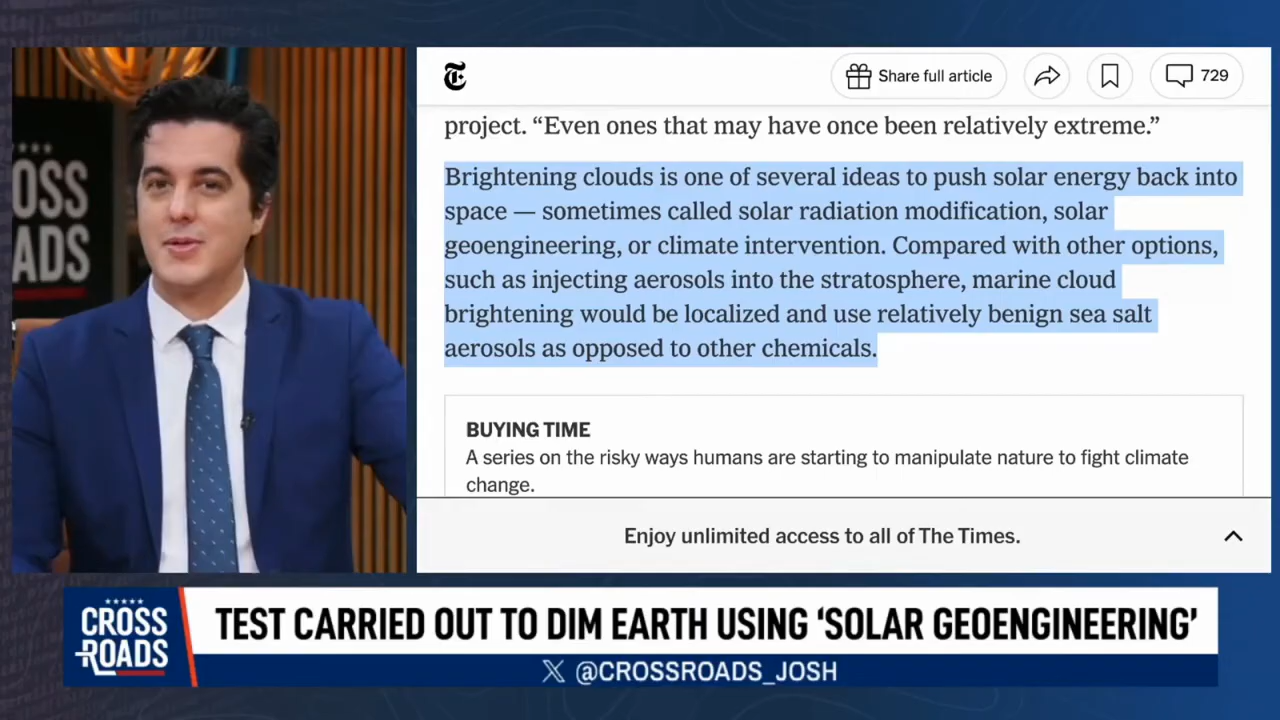 OSS
ADS
Share full article
729
project. “Even ones that may have once been relatively extreme.”
Brightening clouds is one of several ideas to push solar energy back into
space — sometimes called solar radiation modification, solar
geoengineering, or climate intervention. Compared with other options,
such as injecting aerosols into the stratosphere, marine cloud
brightening would be localized and use relatively benign sea salt
aerosols as opposed to other chemicals.
BUYING TIME
A series on the risky ways humans are starting to manipulate nature to fight climate
change.
Enjoy unlimited access to all of The Times.
CROSS
ROADS
TEST CARRIED OUT TO DIM EARTH USING ‘SOLAR GEOENGINEERING’
X @CROSSROADS_JOSH